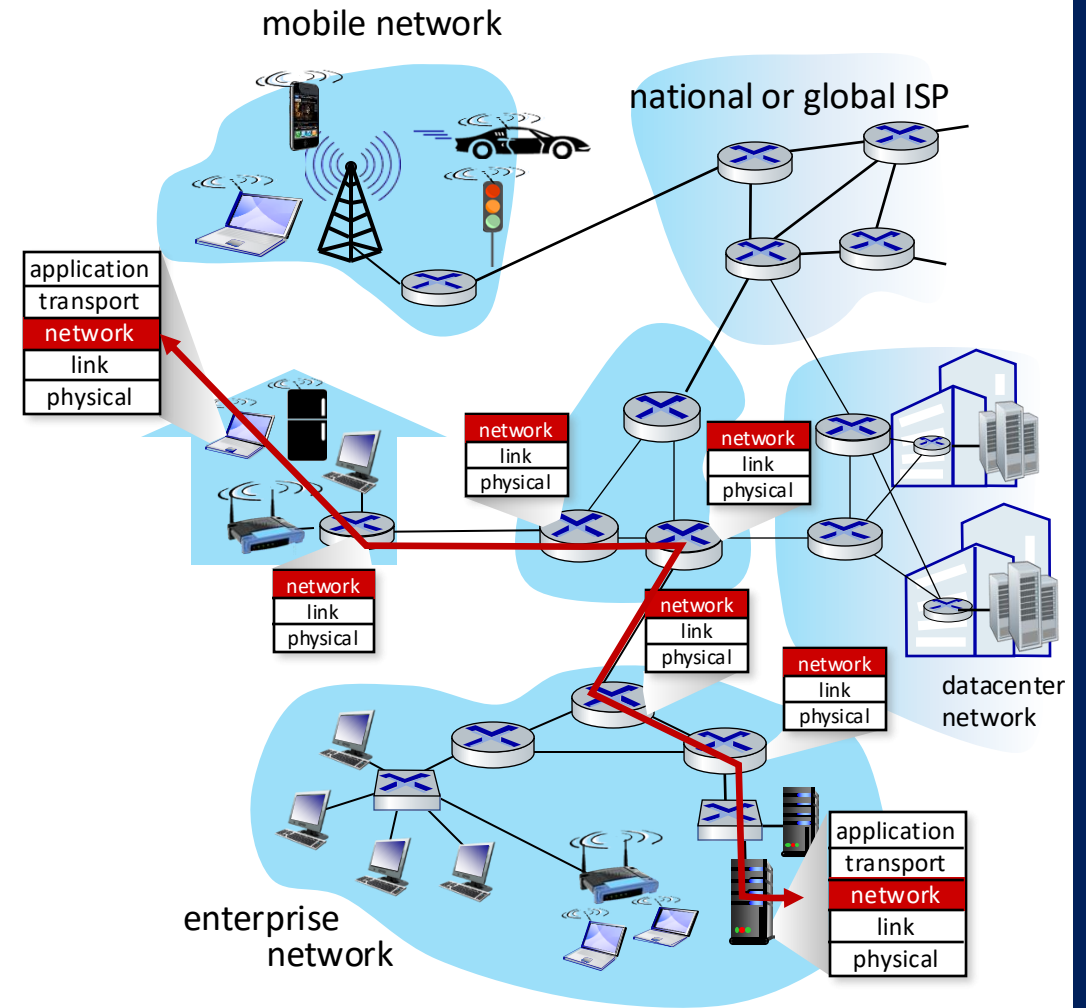 mobile network
national or global ISP
application
transport
network
link
physical
network
link
physical
network
link
physical
network
link
physical
network
link
physical
network
link
physical
datacenter
network
application
transport
network
link
physical
enterprise
network